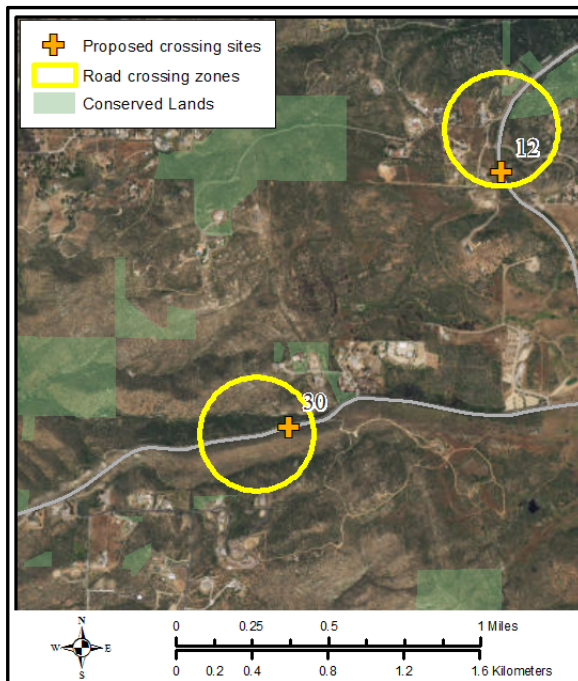 Proposed crossing sites
Road crossing zones
Conserved Lands
12
30
N
W E
S
0 0.25 0.5 1 Miles
0 0.2 0.4 0.8 1.2 1.6 Kilometers